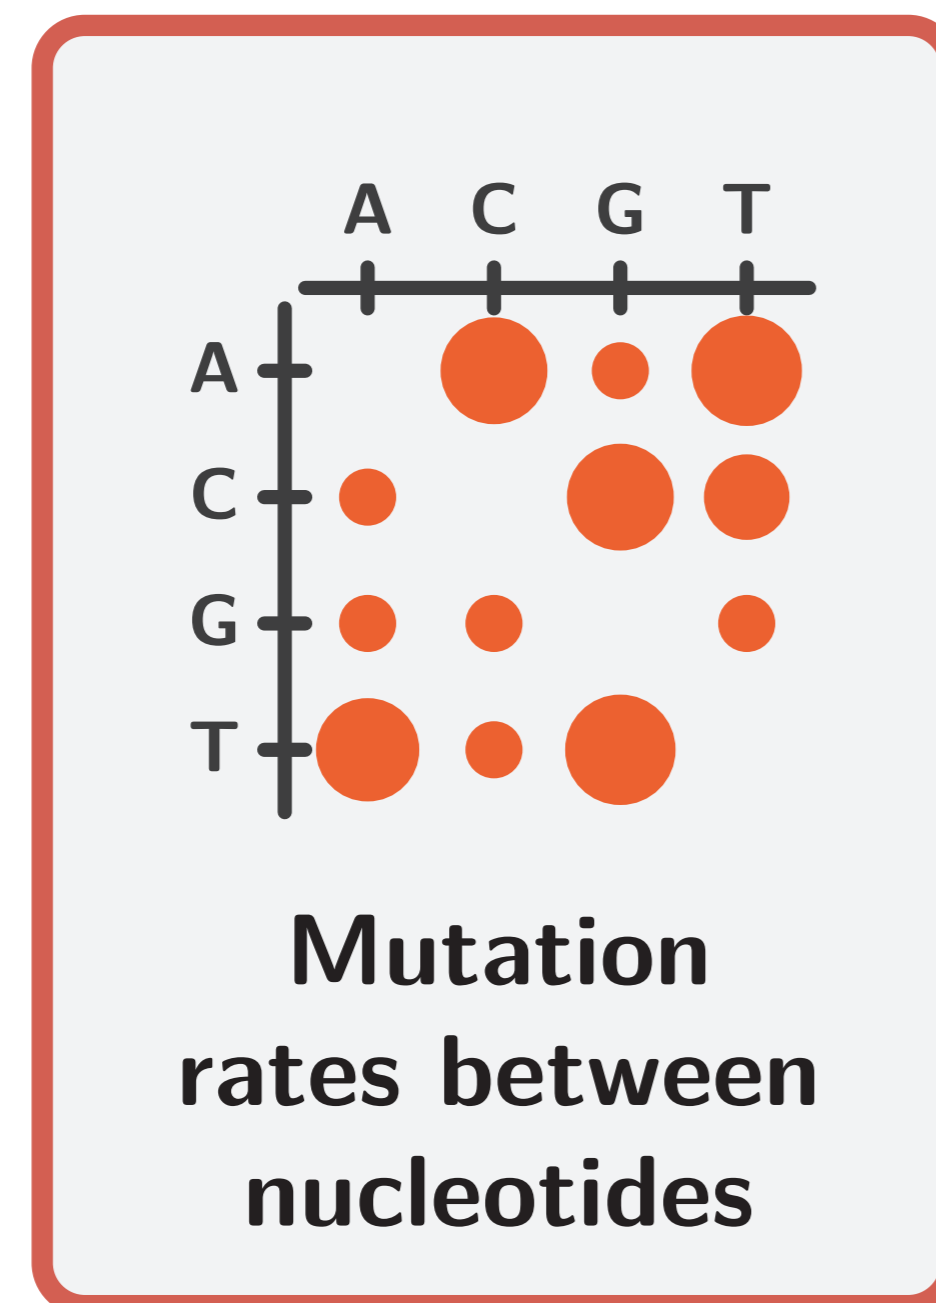 A C G T
A
C
G
T
Mutation
rates between
nucleotides